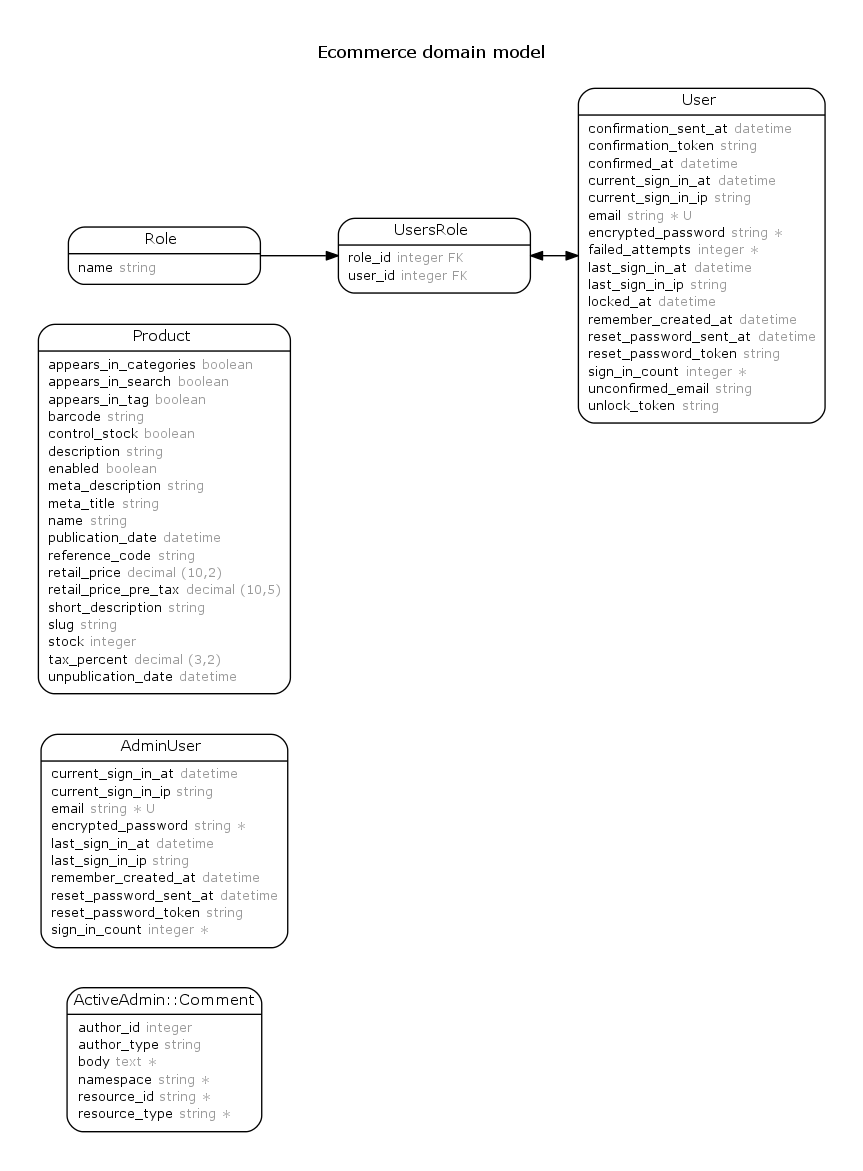 Ecommerce domain model
User
confirmation_sent_at datetime
confirmation_token string
confirmed_at datetime
current_sign_in_at datetime
current_sign_in_ip string
email string * U
encrypted_password string *
failed_attempts integer *
last_sign_in_at datetime
last_sign_in_ip string
locked_at datetime
remember_created_at datetime
reset_password_sent_at datetime
reset_password_token string
sign_in_count integer *
unconfirmed_email string
unlock_token string
UsersRole
role_id integer FK
user_id integer FK
Role
name string
Product
appears_in_categories boolean
appears_in_search boolean
appears_in_tag boolean
barcode string
control_stock boolean
description string
enabled boolean
meta_description string
meta_title string
name string
publication_date datetime
reference_code string
retail_price decimal (10,2)
retail_price_pre_tax decimal (10,5)
short_description string
slug string
stock integer
tax_percent decimal (3,2)
unpublication_date datetime
AdminUser
current_sign_in_at datetime
current_sign_in_ip string
email string * U
encrypted_password string *
last_sign_in_at datetime
last_sign_in_ip string
remember_created_at datetime
reset_password_sent_at datetime
reset_password_token string
sign_in_count integer *
ActiveAdmin::Comment
author_id integer
author_type string
body text *
namespace string *
resource_id string *
resource_type string *